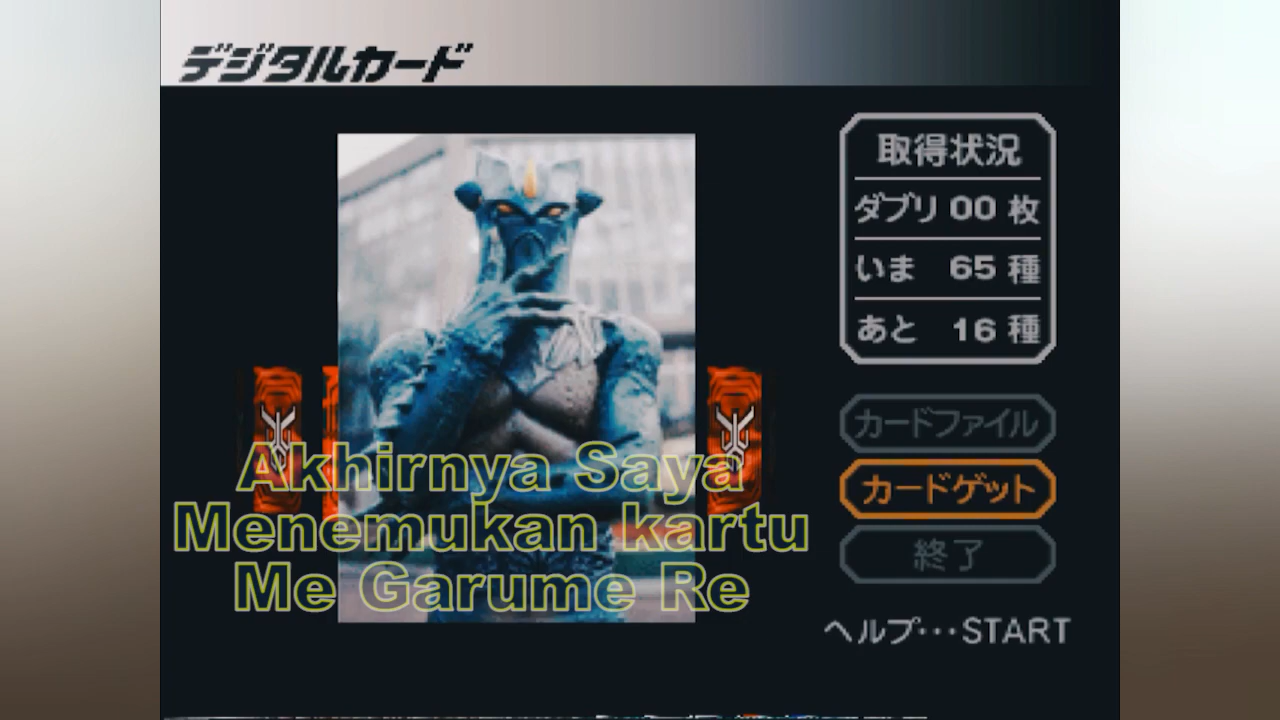 デジタルカード
取得状況
ダブリ 00 枚
いま 65 種
あと 16 種
カードファイル
カードゲット
終了
ヘルプ･･･START
Akhirnya Saya
Menemukan kartu
Me Garume Re